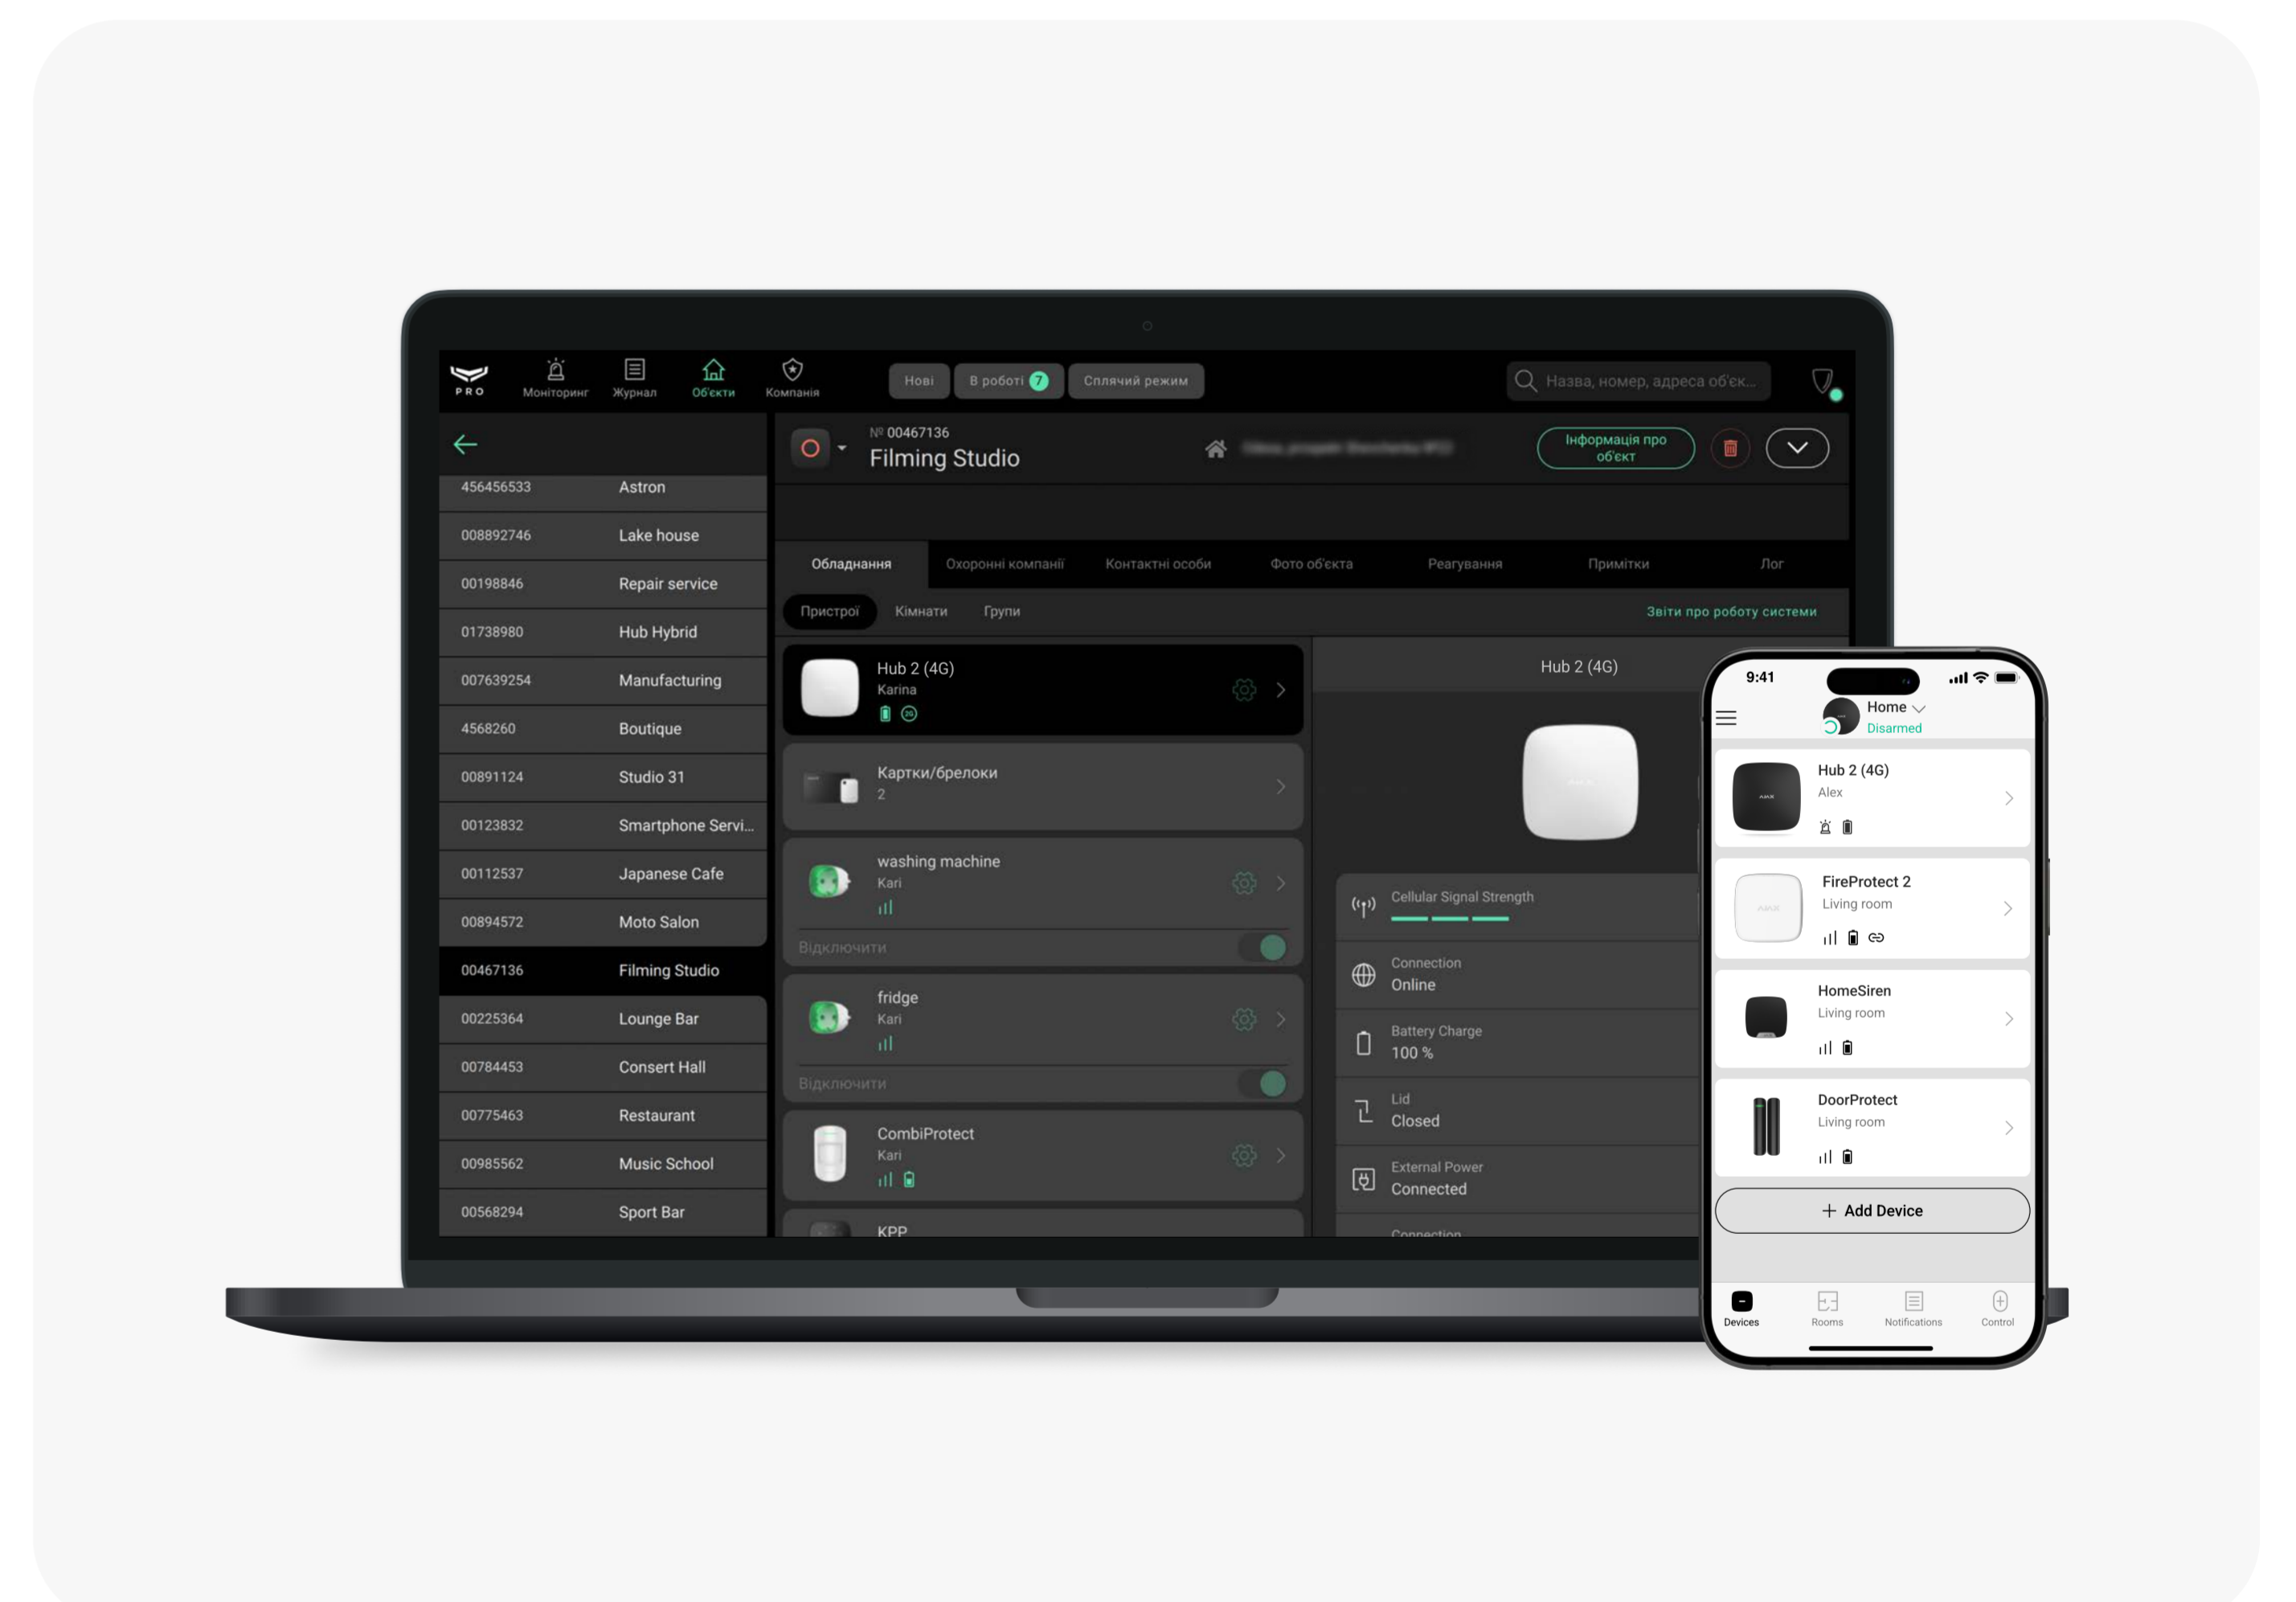 PRO
Моніторинг
Журнал
Об'єкти
Компанія
Нові
В роботі 7
Сплячий режим
Назва, номер, адреса об'єк...
№ 00467136
Filming Studio
Інформація про
об'єкт
456456533 Astron
008892746 Lake house
00198846 Repair service
01738980 Hub Hybrid
007639254 Manufacturing
4568260 Boutique
00891124 Studio 31
00123832 Smartphone Servi...
00112537 Japanese Cafe
00894572 Moto Salon
00467136 Filming Studio
00225364 Lounge Bar
00784453 Consert Hall
00775463 Restaurant
00985562 Music School
00568294 Sport Bar
Обладнання
Охоронні компанії
Контактні особи
Фото об'єкта
Реагування
Примітки
Лог
Пристрої
Кімнати
Групи
Звіти про роботу системи
Hub 2 (4G)
Karina
2G
Картки/брелоки
2
washing machine
Kari
Відключити
fridge
Kari
Відключити
CombiProtect
Kari
KPP
Hub 2 (4G)
Cellular Signal Strength
Connection
Online
Battery Charge
100 %
Lid
Closed
External Power
Connected
Connection
9:41
Home
Disarmed
AJAX
Hub 2 (4G)
Alex
AJAX
FireProtect 2
Living room
HomeSiren
Living room
DoorProtect
Living room
+ Add Device
Devices
Rooms
Notifications
Control